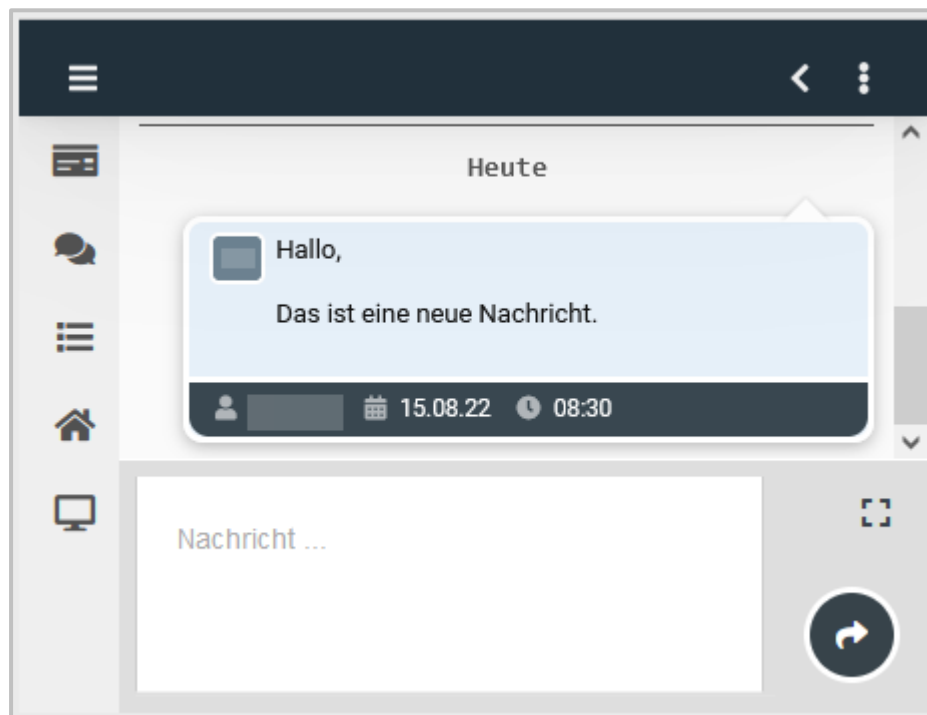 Heute
Hallo,
Das ist eine neue Nachricht.
15.08.22 08:30
Nachricht ...